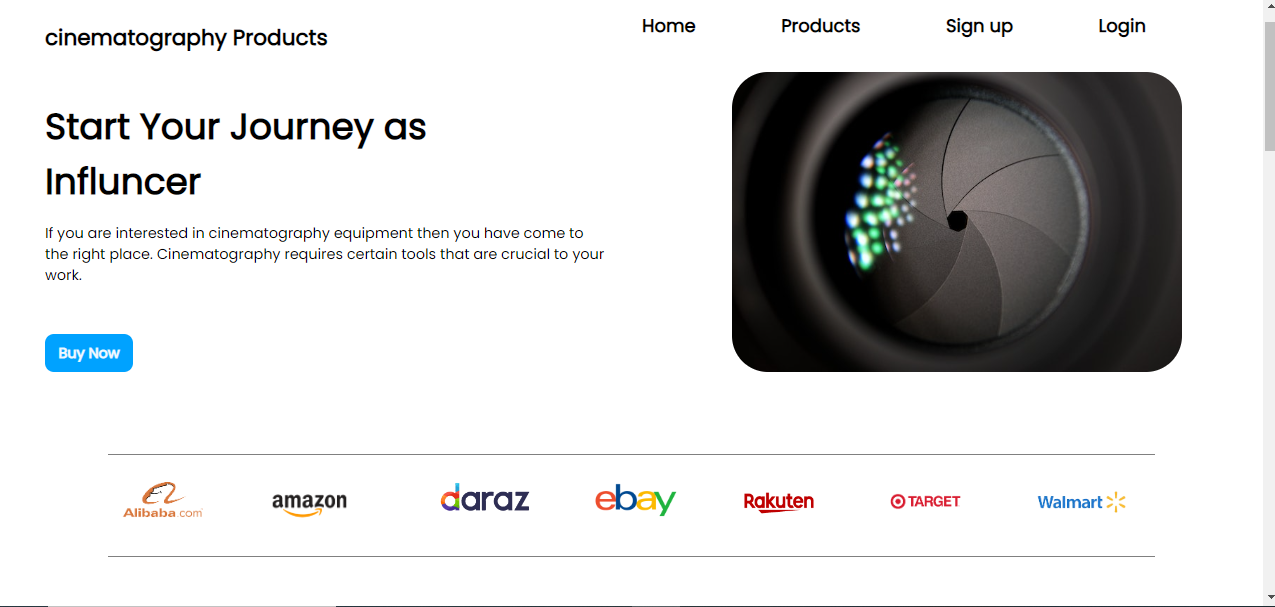 cinematography Products
Home Products Sign up Login
Start Your Journey as
Influncer
If you are interested in cinematography equipment then you have come to
the right place. Cinematography requires certain tools that are crucial to your
work.
Buy Now
Alibaba.com amazon daraz ebay Rakuten TARGET Walmart